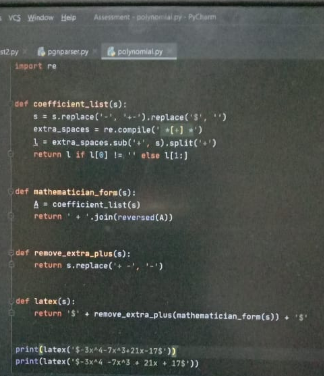 VCS Window Help Assessment - polynomial.py - PyCharm
st2.py pgnparser.py polynomial.py
import re
def coefficient_list(s):
s = s.replace('-', '+-').replace('$', '')
extra_spaces = re.compile(' *[+] *')
l = extra_spaces.sub('+', s).split('+')
return l if l[0] != '' else l[1:]
def mathematician_form(s):
A = coefficient_list(s)
return ' + '.join(reversed(A))
def remove_extra_plus(s):
return s.replace('+ -', '-')
def latex(s):
return '$' + remove_extra_plus(mathematician_form(s)) + '$'
print(latex('$-3x^4-7x^3+21x-17$'))
print(latex('$-3x^4 -7x^3 + 21x + 17$'))